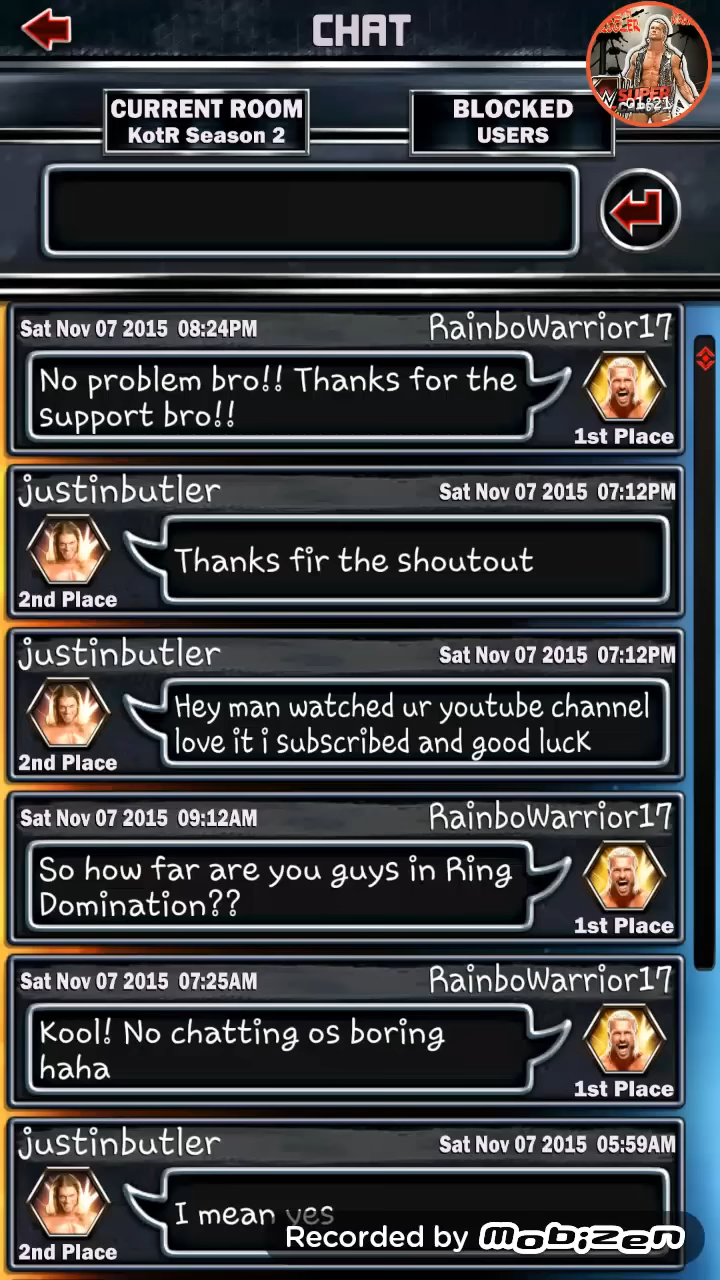 CHAT
SUPER
01:21
CURRENT ROOM
KotR Season 2
BLOCKED
USERS
Sat Nov 07 2015 08:24PM
RainboWarrior17
No problem bro!! Thanks for the
support bro!!
1st Place
justinbutler
Sat Nov 07 2015 07:12PM
Thanks fir the shoutout
2nd Place
justinbutler
Sat Nov 07 2015 07:12PM
Hey man watched ur youtube channel
love it i subscribed and good luck
2nd Place
Sat Nov 07 2015 09:12AM
RainboWarrior17
So how far are you guys in Ring
Domination??
1st Place
Sat Nov 07 2015 07:25AM
RainboWarrior17
Kool! No chatting os boring
haha
1st Place
justinbutler
Sat Nov 07 2015 05:59AM
I mean yes
2nd Place
Recorded by Mobizen